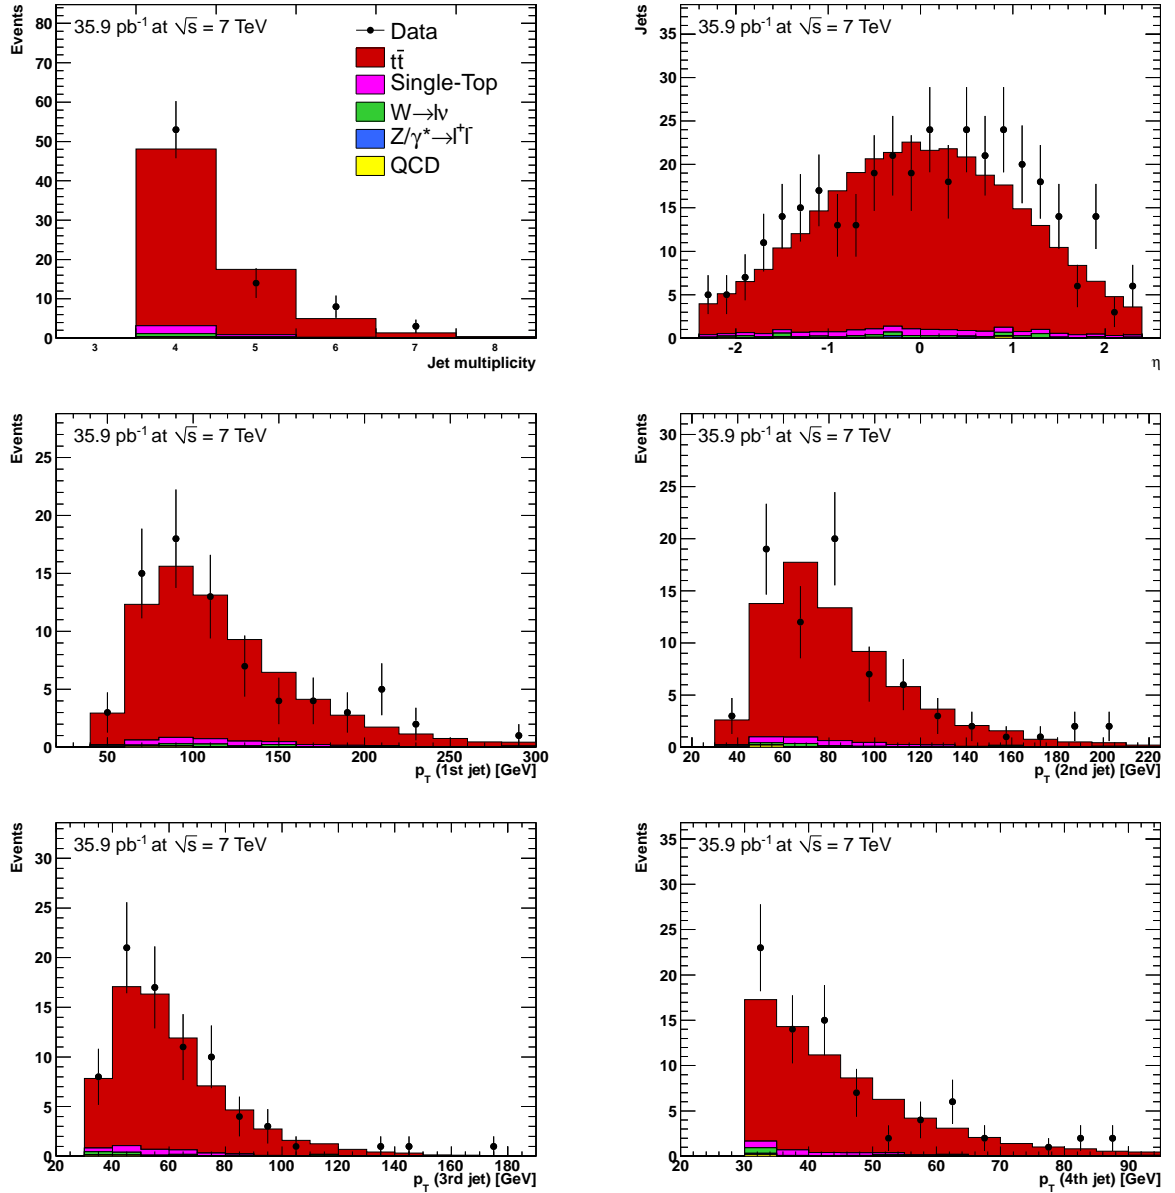 Events
80
70
60
50
40
30
20
10
0
35.9 pb⁻¹ at √s = 7 TeV
Data
tt̄
Single-Top
W→lν
Z/γ*→l⁺l⁻
QCD
3 4 5 6 7 8
Jet multiplicity
Jets
35
30
25
20
15
10
5
0
35.9 pb⁻¹ at √s = 7 TeV
-2 -1 0 1 2
η
Events
25
20
15
10
5
0
35.9 pb⁻¹ at √s = 7 TeV
50 100 150 200 250 300
p_T (1st jet) [GeV]
Events
30
25
20
15
10
5
0
35.9 pb⁻¹ at √s = 7 TeV
20 40 60 80 100 120 140 160 180 200 220
p_T (2nd jet) [GeV]
Events
30
25
20
15
10
5
0
35.9 pb⁻¹ at √s = 7 TeV
20 40 60 80 100 120 140 160 180
p_T (3rd jet) [GeV]
Events
35
30
25
20
15
10
5
0
35.9 pb⁻¹ at √s = 7 TeV
20 30 40 50 60 70 80 90
p_T (4th jet) [GeV]